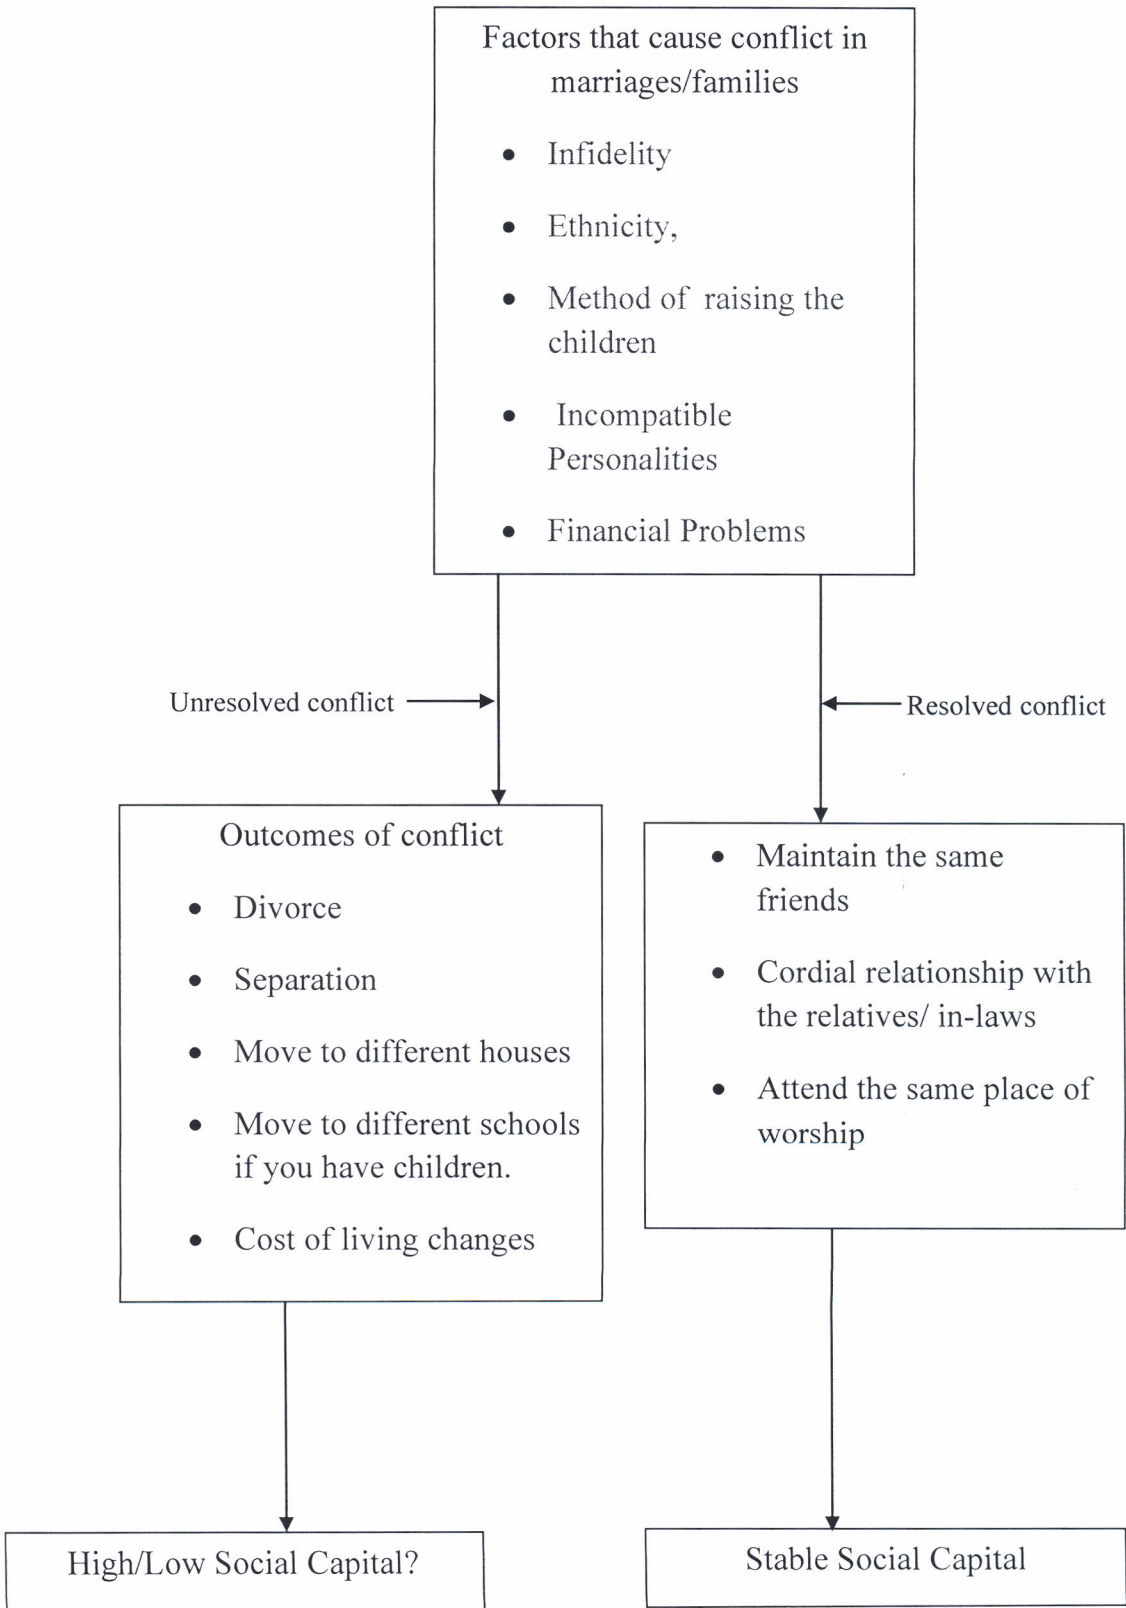 Factors that cause conflict in
marriages/families
• Infidelity
• Ethnicity,
• Method of raising the
children
• Incompatible
Personalities
• Financial Problems
Unresolved conflict
Resolved conflict
Outcomes of conflict
• Divorce
• Separation
• Move to different houses
• Move to different schools
if you have children.
• Cost of living changes
• Maintain the same
friends
• Cordial relationship with
the relatives/ in-laws
• Attend the same place of
worship
High/Low Social Capital?
Stable Social Capital